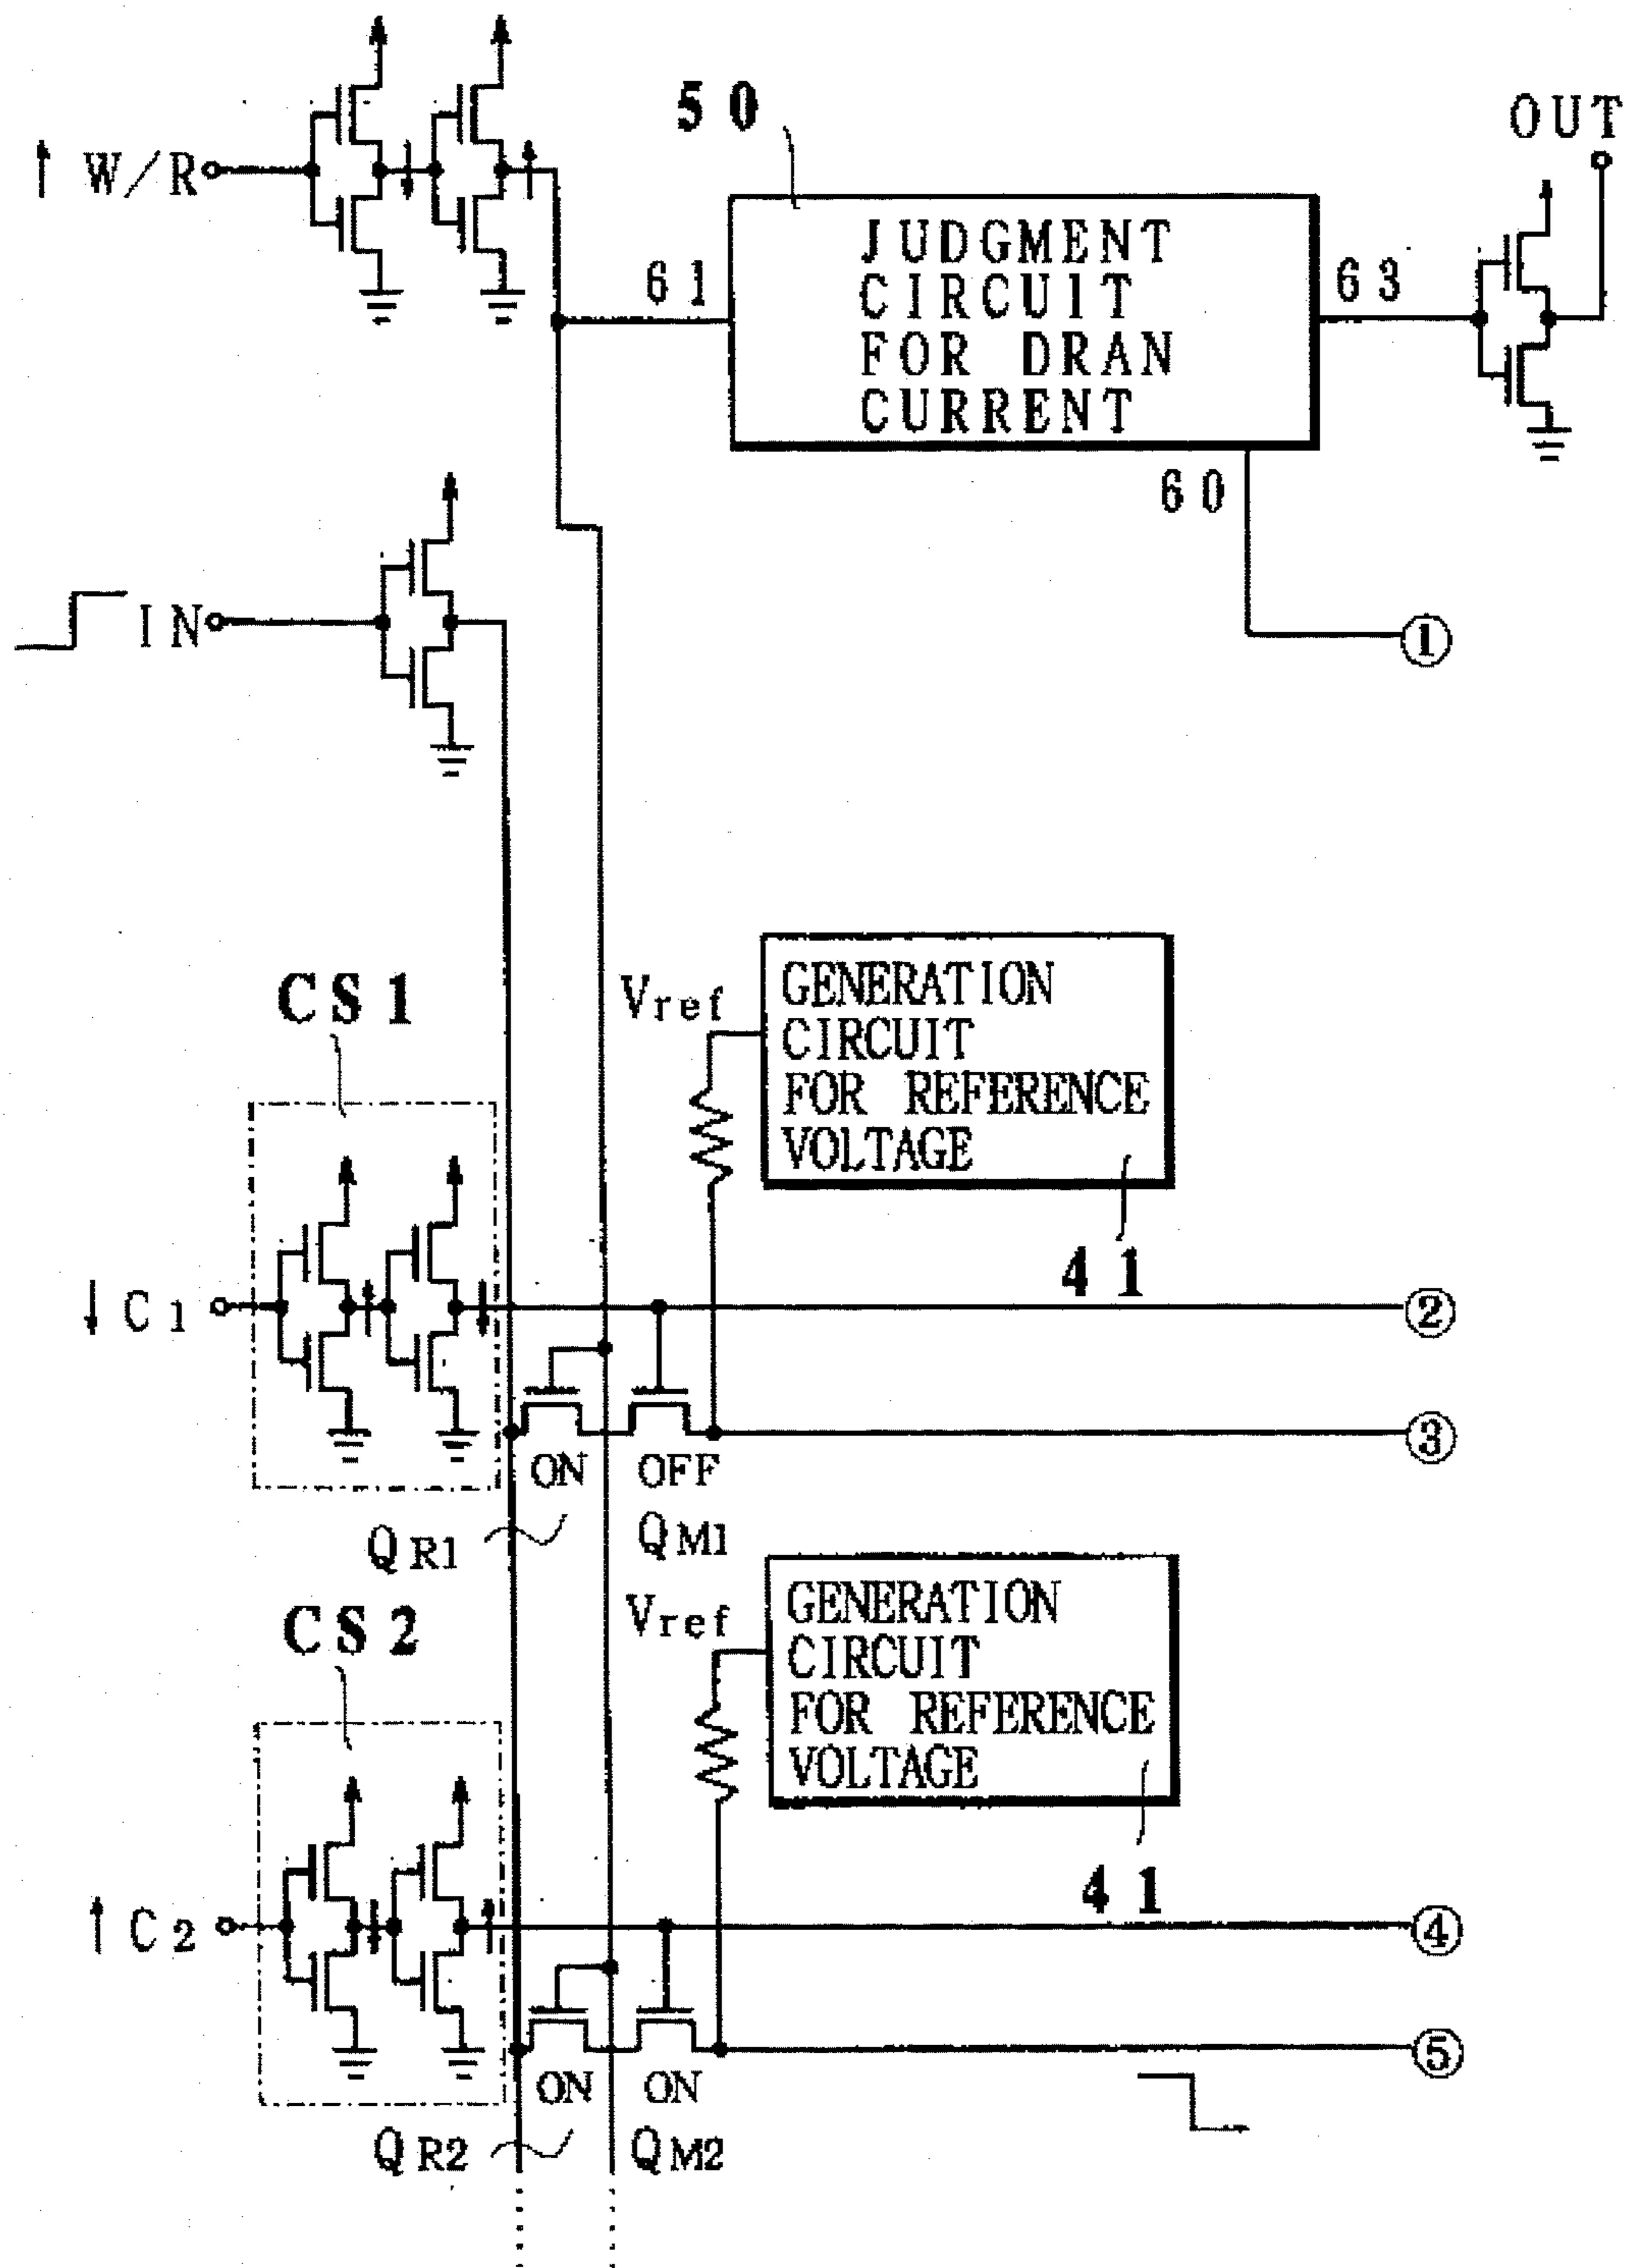 50
OUT
W/R
JUDGMENT
CIRCUIT
FOR DRAN
CURRENT
61
63
60
①
IN
CS1
Vref
GENERATION
CIRCUIT
FOR REFERENCE
VOLTAGE
41
C1
②
③
ON
OFF
QR1
QM1
CS2
Vref
GENERATION
CIRCUIT
FOR REFERENCE
VOLTAGE
41
C2
④
⑤
ON
ON
QR2
QM2